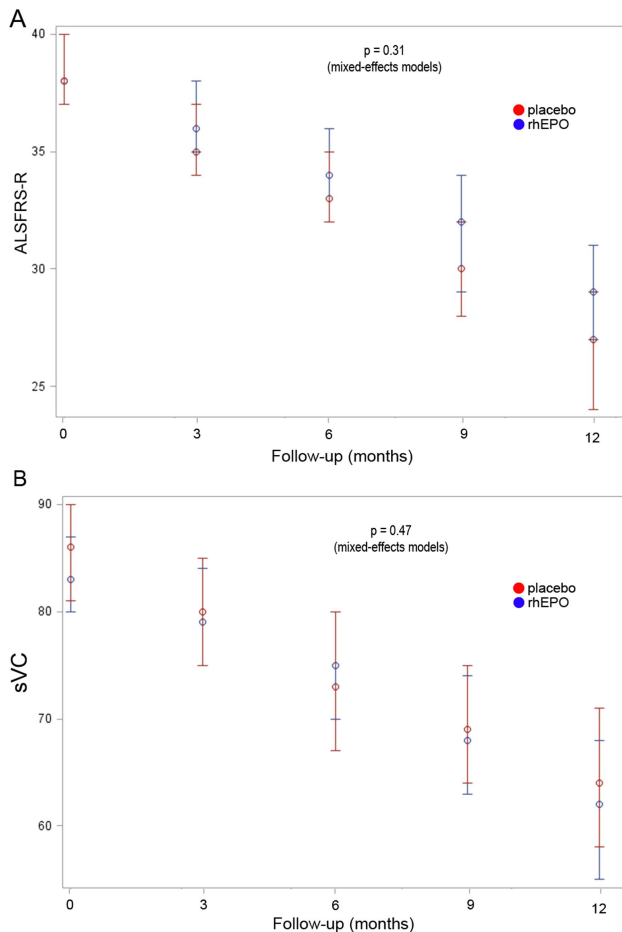 A
40
p = 0.31
(mixed-effects models)
placebo
rhEPO
35
ALSFRS-R
30
25
0 3 6 9 12
Follow-up (months)
B
90
p = 0.47
(mixed-effects models)
placebo
rhEPO
80
sVC
70
60
0 3 6 9 12
Follow-up (months)